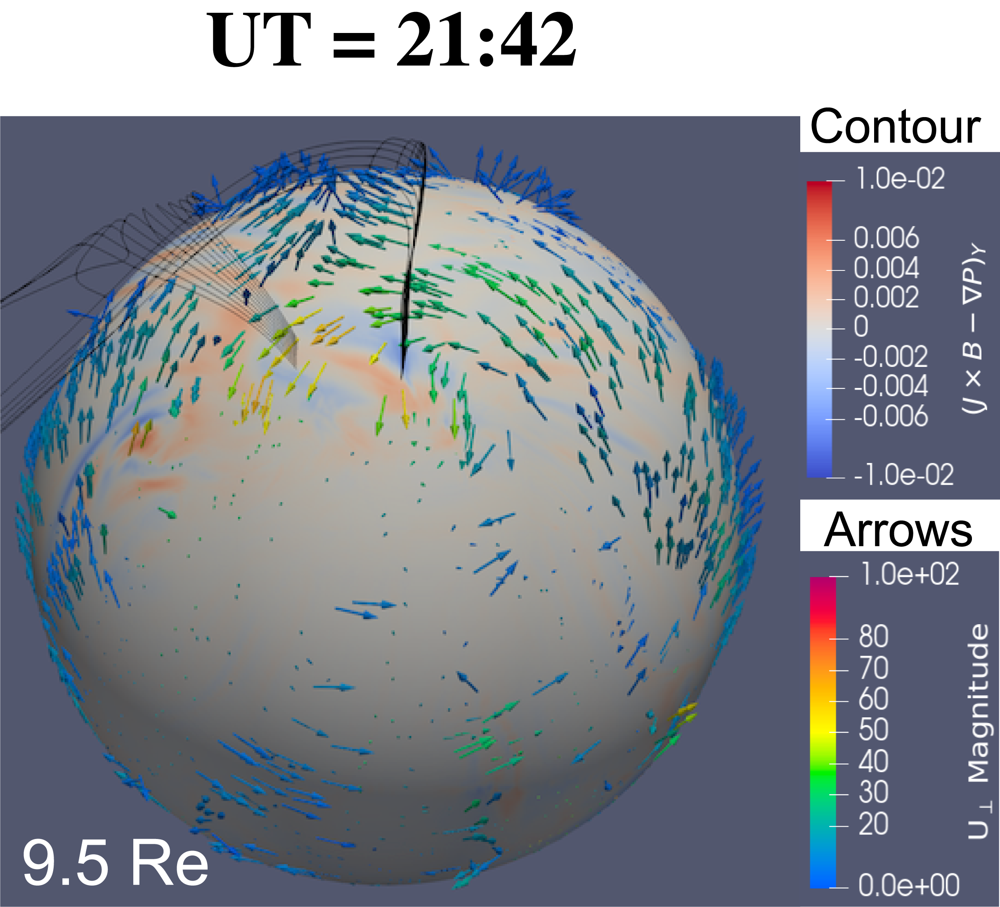 UT = 21:42
Contour
1.0e-02
0.006
0.004
0.002
0
-0.002
-0.004
-0.006
-1.0e-02
(J × B − ∇P)Y
Arrows
1.0e+02
80
70
60
50
40
30
20
0.0e+00
U⊥ Magnitude
9.5 Re